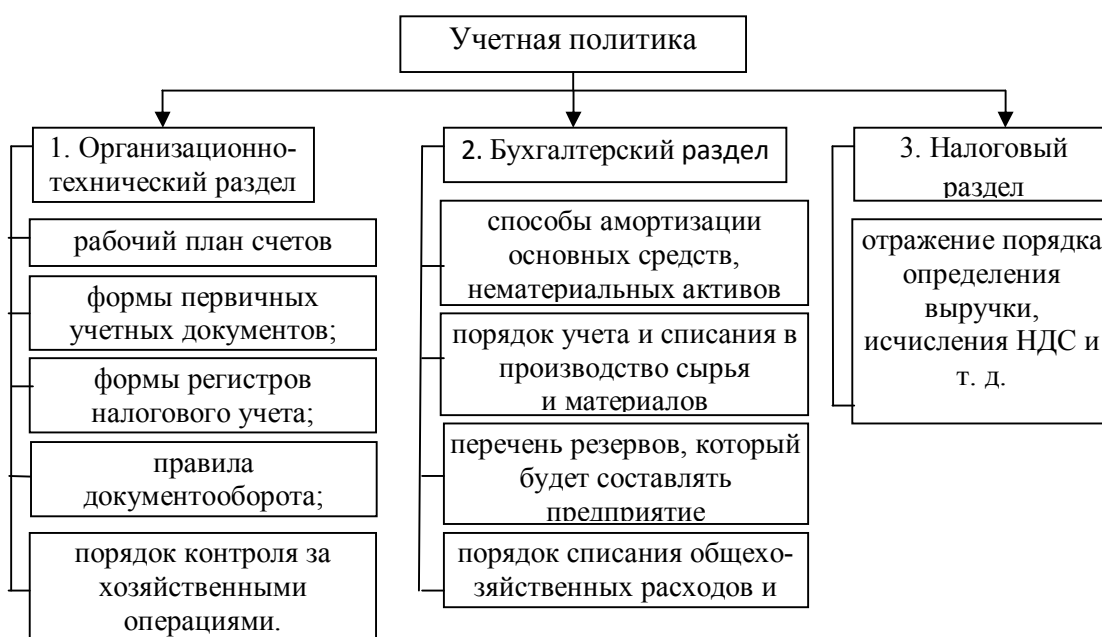 Учетная политика
1. Организационно-
технический раздел
рабочий план счетов
формы первичных
учетных документов;
формы регистров
налогового учета;
правила
документооборота;
порядок контроля за
хозяйственными
операциями.
2. Бухгалтерский раздел
способы амортизации
основных средств,
нематериальных активов
порядок учета и списания в
производство сырья
и материалов
перечень резервов, который
будет составлять
предприятие
порядок списания общехо-
зяйственных расходов и
3. Налоговый
раздел
отражение порядка
определения
выручки,
исчисления НДС и
т. д.